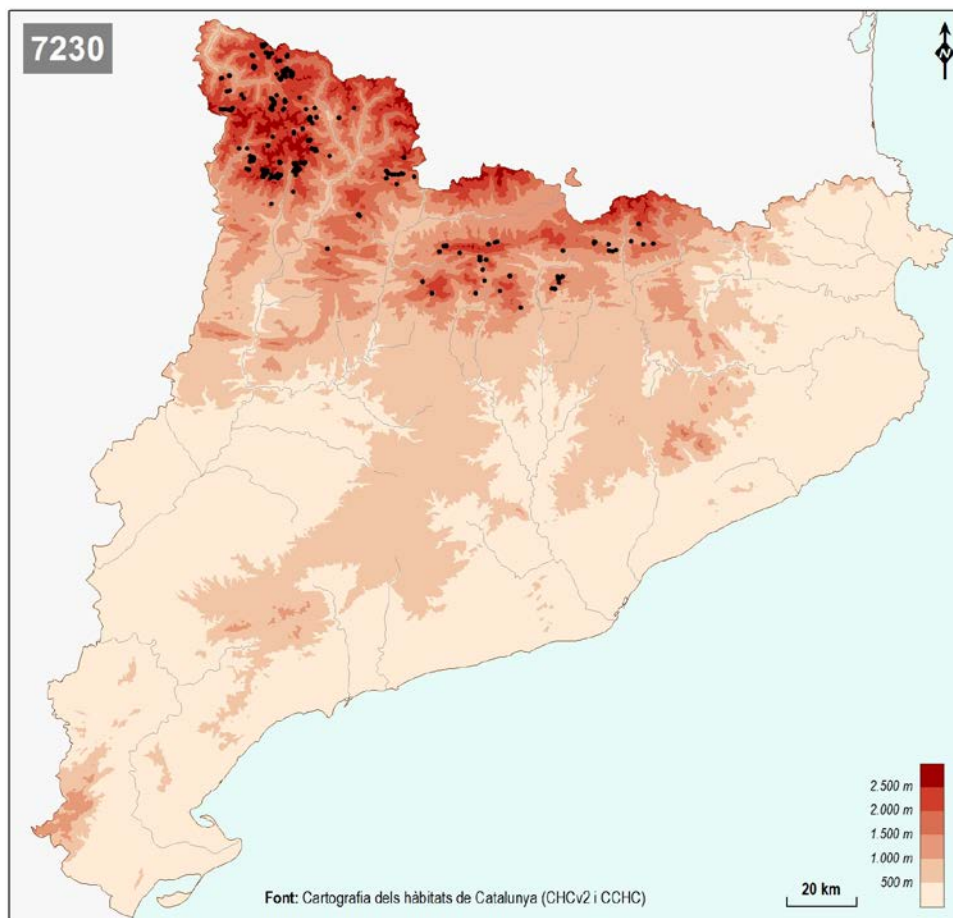 7230
N
2.500 m
2.000 m
1.500 m
1.000 m
500 m
Font: Cartografia dels hàbitats de Catalunya (CHCv2 i CCHC)
20 km